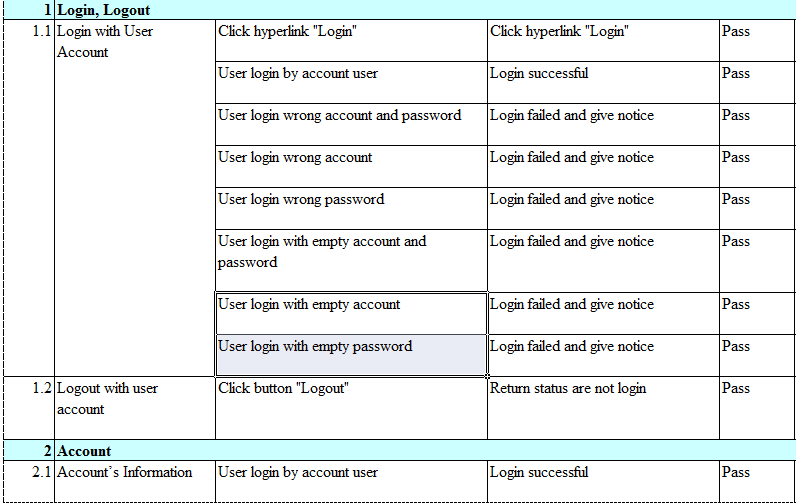 1 Login, Logout
1.1 Login with User Account Click hyperlink "Login" Click hyperlink "Login" Pass
User login by account user Login successful Pass
User login wrong account and password Login failed and give notice Pass
User login wrong account Login failed and give notice Pass
User login wrong password Login failed and give notice Pass
User login with empty account and password Login failed and give notice Pass
User login with empty account Login failed and give notice Pass
User login with empty password Login failed and give notice Pass
1.2 Logout with user account Click button "Logout" Return status are not login Pass
2 Account
2.1 Account's Information User login by account user Login successful Pass